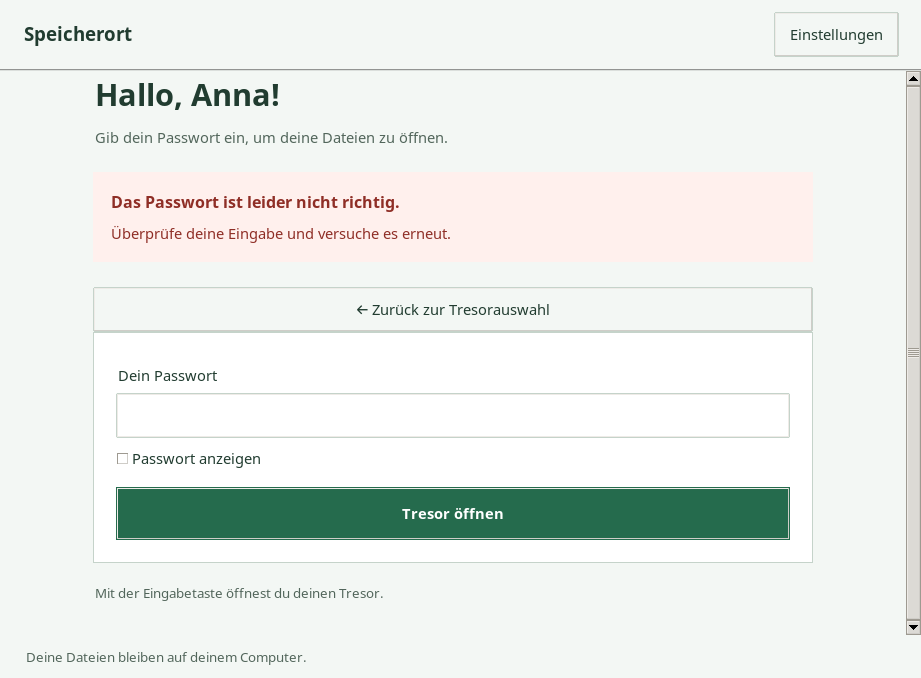 Speicherort
Einstellungen
Hallo, Anna!
Gib dein Passwort ein, um deine Dateien zu öffnen.
Das Passwort ist leider nicht richtig.
Überprüfe deine Eingabe und versuche es erneut.
← Zurück zur Tresorauswahl
Dein Passwort
Passwort anzeigen
Tresor öffnen
Mit der Eingabetaste öffnest du deinen Tresor.
Deine Dateien bleiben auf deinem Computer.